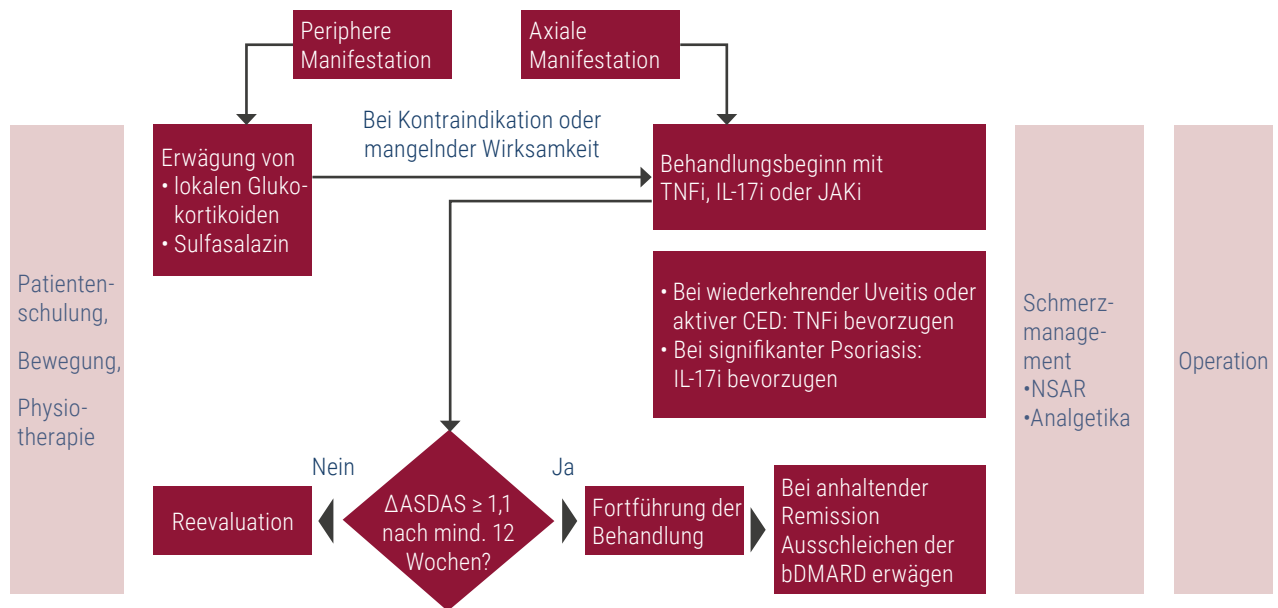 Periphere
Manifestation
Axiale
Manifestation
Patienten-
schulung,
Bewegung,
Physio-
therapie
Erwägung von
• lokalen Gluko-
kortikoiden
• Sulfasalazin
Bei Kontraindikation oder
mangelnder Wirksamkeit
Behandlungsbeginn mit
TNFi, IL-17i oder JAKi
• Bei wiederkehrender Uveitis oder
aktiver CED: TNFi bevorzugen
• Bei signifikanter Psoriasis:
IL-17i bevorzugen
Reevaluation
Nein
ΔASDAS ≥ 1,1
nach mind. 12
Wochen?
Ja
Fortführung der
Behandlung
Bei anhaltender
Remission
Ausschleichen der
bDMARD erwägen
Schmerz-
manage-
ment
•NSAR
•Analgetika
Operation